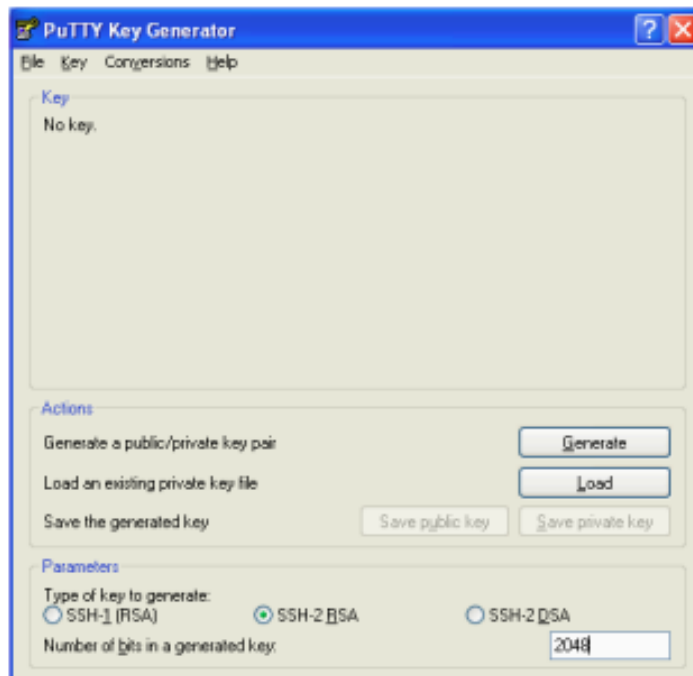 PuTTY Key Generator
File Key Conversions Help
Key
No key.
Actions
Generate a public/private key pair Generate
Load an existing private key file Load
Save the generated key Save public key Save private key
Parameters
Type of key to generate:
SSH-1 (RSA) SSH-2 RSA SSH-2 DSA
Number of bits in a generated key: 2048